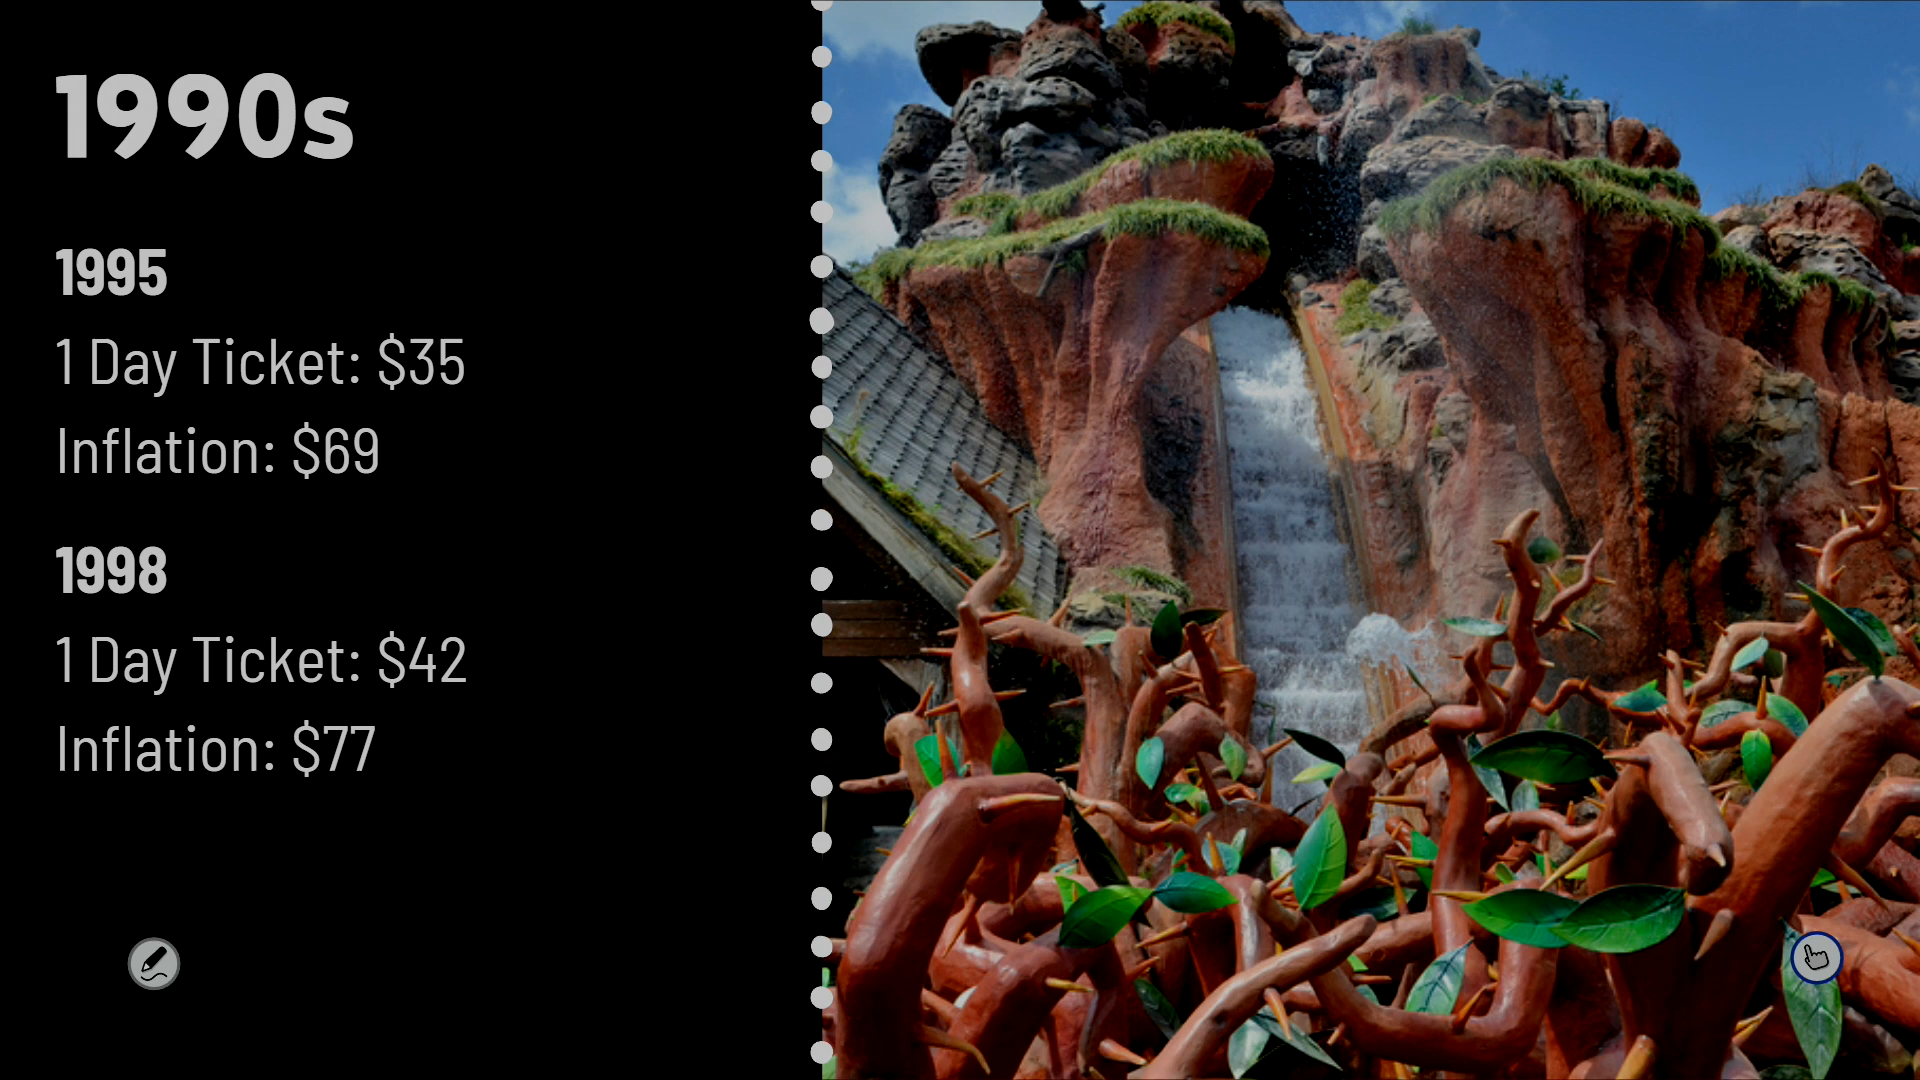 1990s
1995
1 Day Ticket: $35
Inflation: $69
1998
1 Day Ticket: $42
Inflation: $77